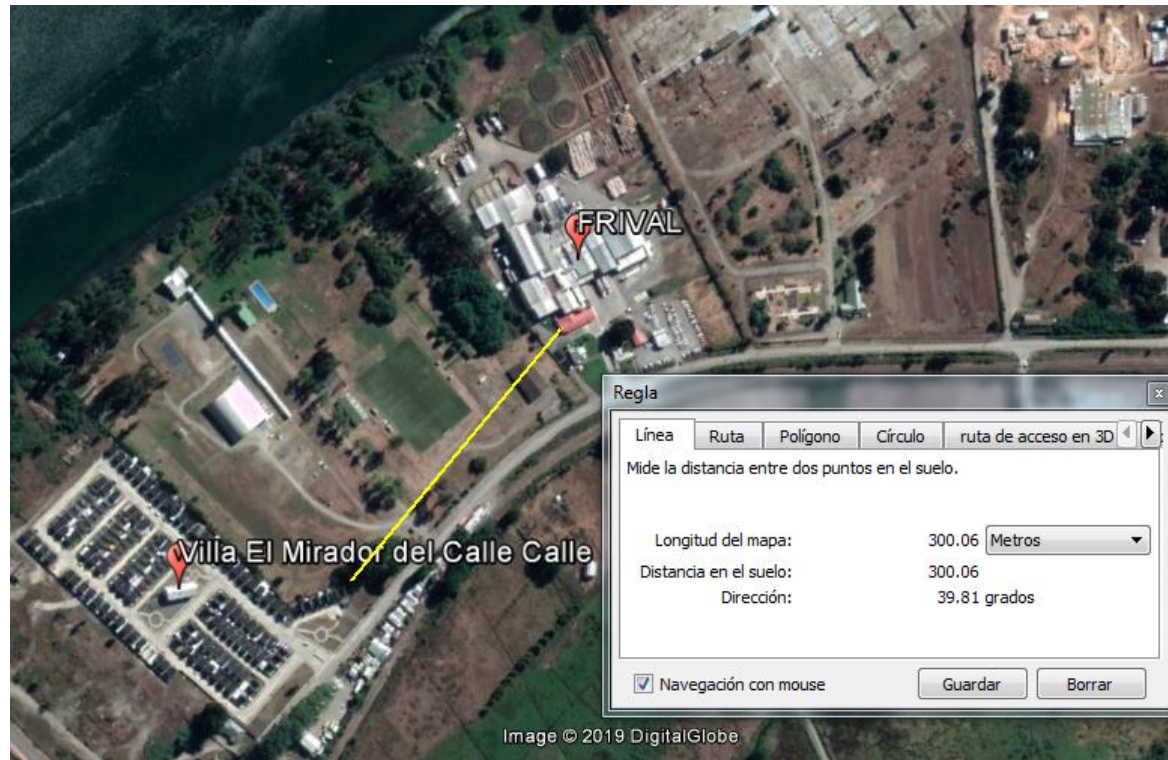 FRIVAL
Villa El Mirador del Calle Calle
Regla
Línea Ruta Polígono Círculo ruta de acceso en 3D
Mide la distancia entre dos puntos en el suelo.
Longitud del mapa: 300.06 Metros
Distancia en el suelo: 300.06
Dirección: 39.81 grados
Navegación con mouse Guardar Borrar
Image © 2019 DigitalGlobe